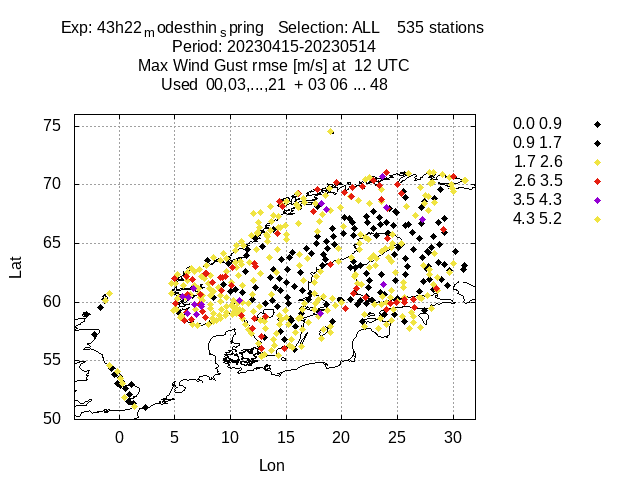 Exp: 43h22modesthinspring   Selection: ALL    535 stations
Period: 20230415-20230514
Max Wind Gust rmse [m/s] at  12 UTC
Used  00,03,...,21  + 03 06 ... 48
75
70
65
60
55
50
Lat
0 5 10 15 20 25 30
Lon
0.0 0.9
0.9 1.7
1.7 2.6
2.6 3.5
3.5 4.3
4.3 5.2